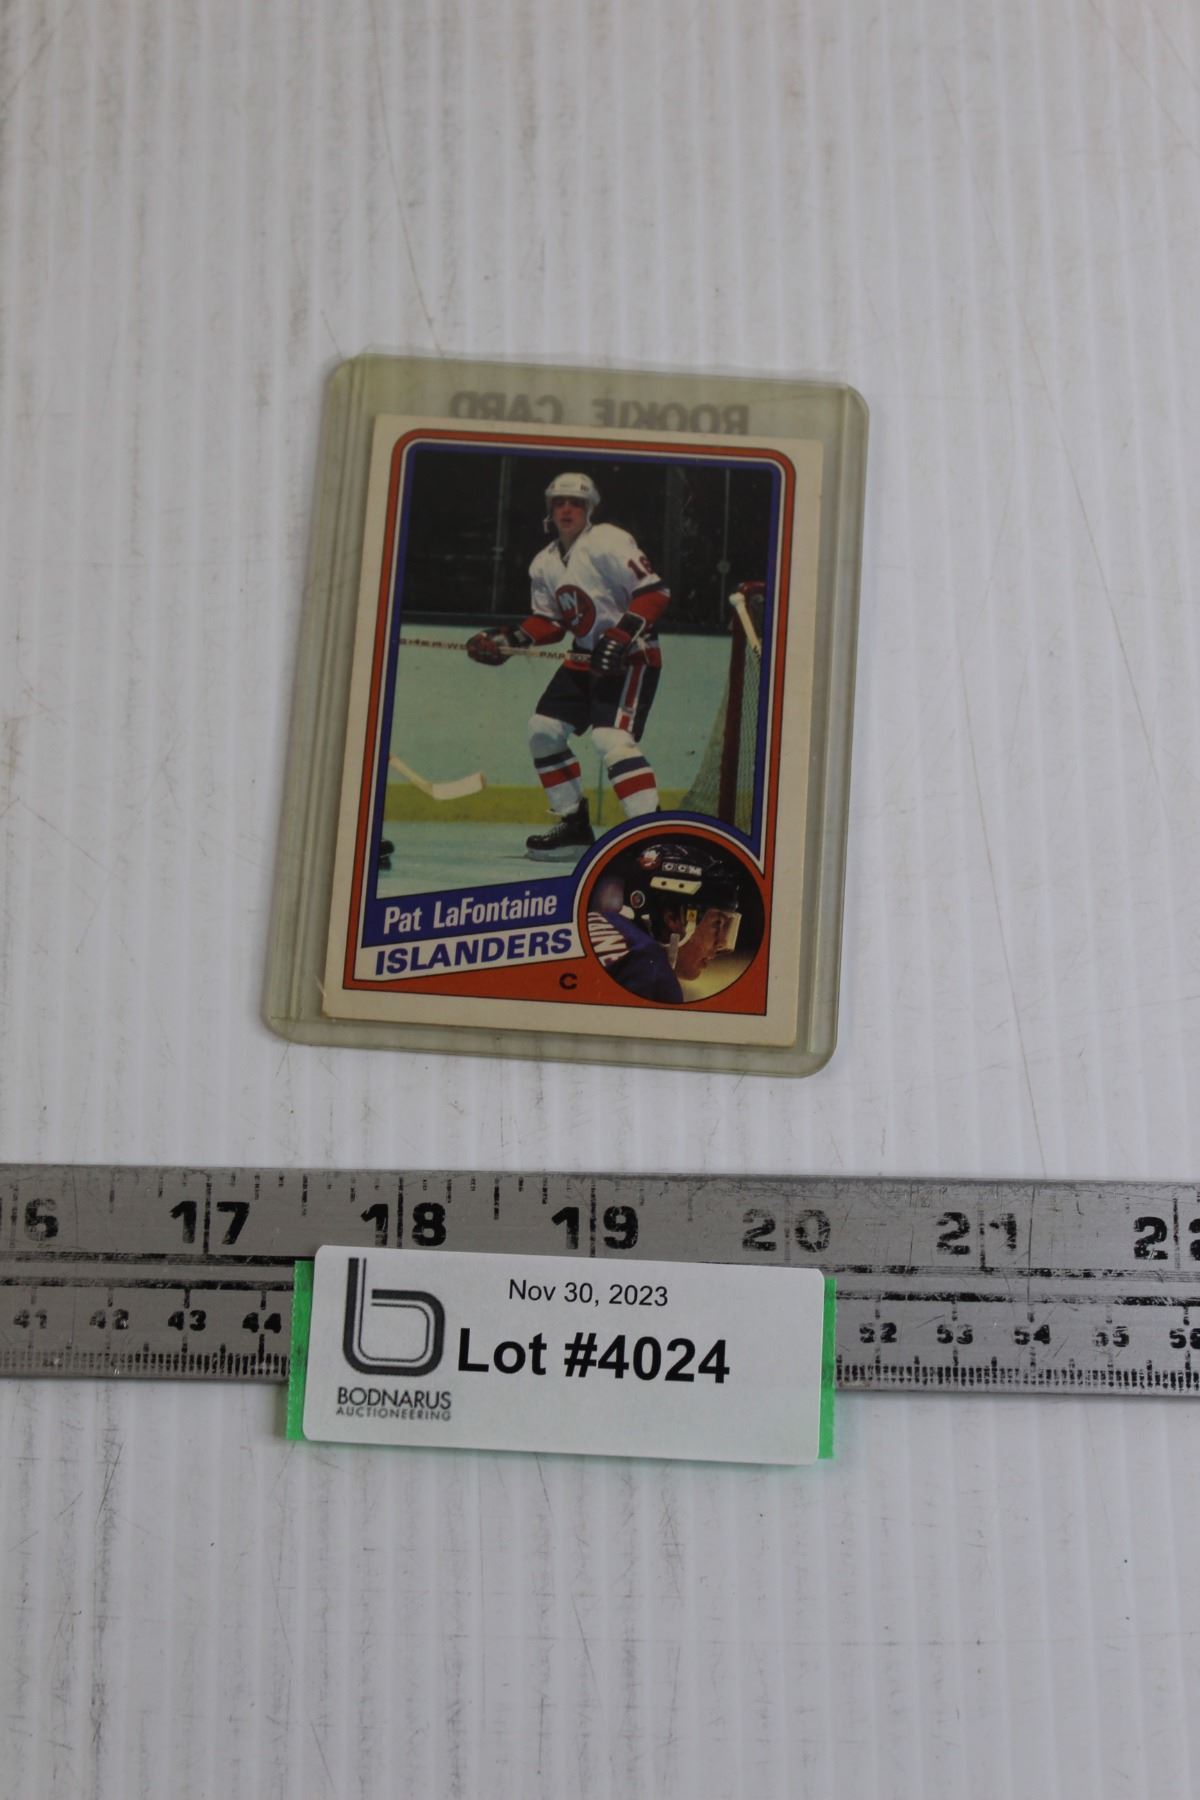 ROOKIE CARD
16
NY
CCM
Pat LaFontaine
ISLANDERS
C
17 18 19 20 21
41 42 43 44 52 53 54 55
Nov 30, 2023
b Lot #4024
BODNARUS
AUCTIONEERING